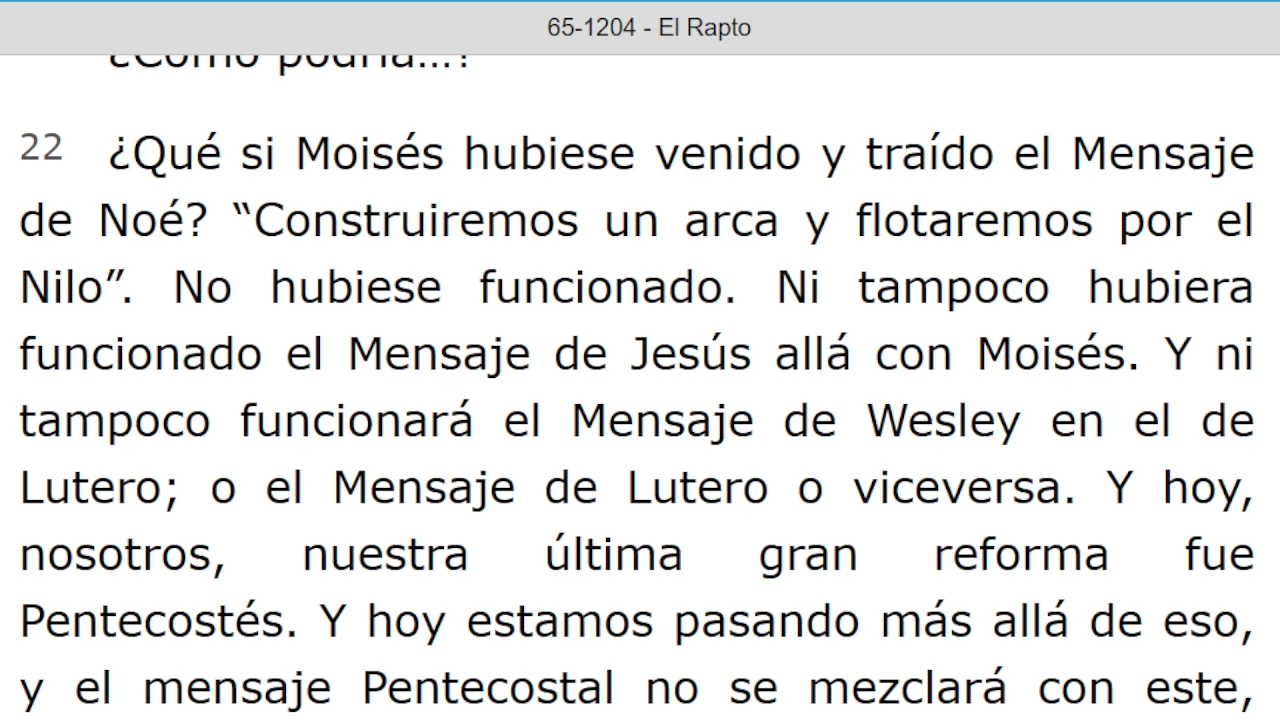 65-1204 - El Rapto
¿Cómo podría...?
22 ¿Qué si Moisés hubiese venido y traído el Mensaje
de Noé? “Construiremos un arca y flotaremos por el
Nilo”. No hubiese funcionado. Ni tampoco hubiera
funcionado el Mensaje de Jesús allá con Moisés. Y ni
tampoco funcionará el Mensaje de Wesley en el de
Lutero; o el Mensaje de Lutero o viceversa. Y hoy,
nosotros, nuestra última gran reforma fue
Pentecostés. Y hoy estamos pasando más allá de eso,
y el mensaje Pentecostal no se mezclará con este,